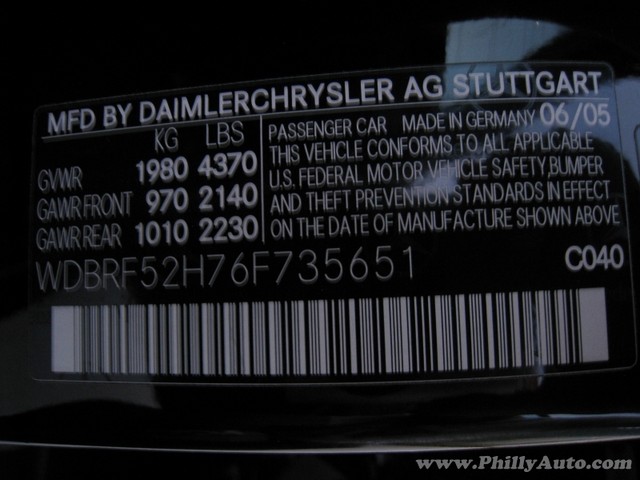 MFD BY DAIMLERCHRYSLER AG STUTTGART
KG LBS
GVWR 1980 4370
GAWR FRONT 970 2140
GAWR REAR 1010 2230
PASSENGER CAR MADE IN GERMANY 06/05
THIS VEHICLE CONFORMS TO ALL APPLICABLE
U.S. FEDERAL MOTOR VEHICLE SAFETY, BUMPER
AND THEFT PREVENTION STANDARDS IN EFFECT
ON THE DATE OF MANUFACTURE SHOWN ABOVE
WDBRF52H76F735651
C040
www.PhillyAuto.com